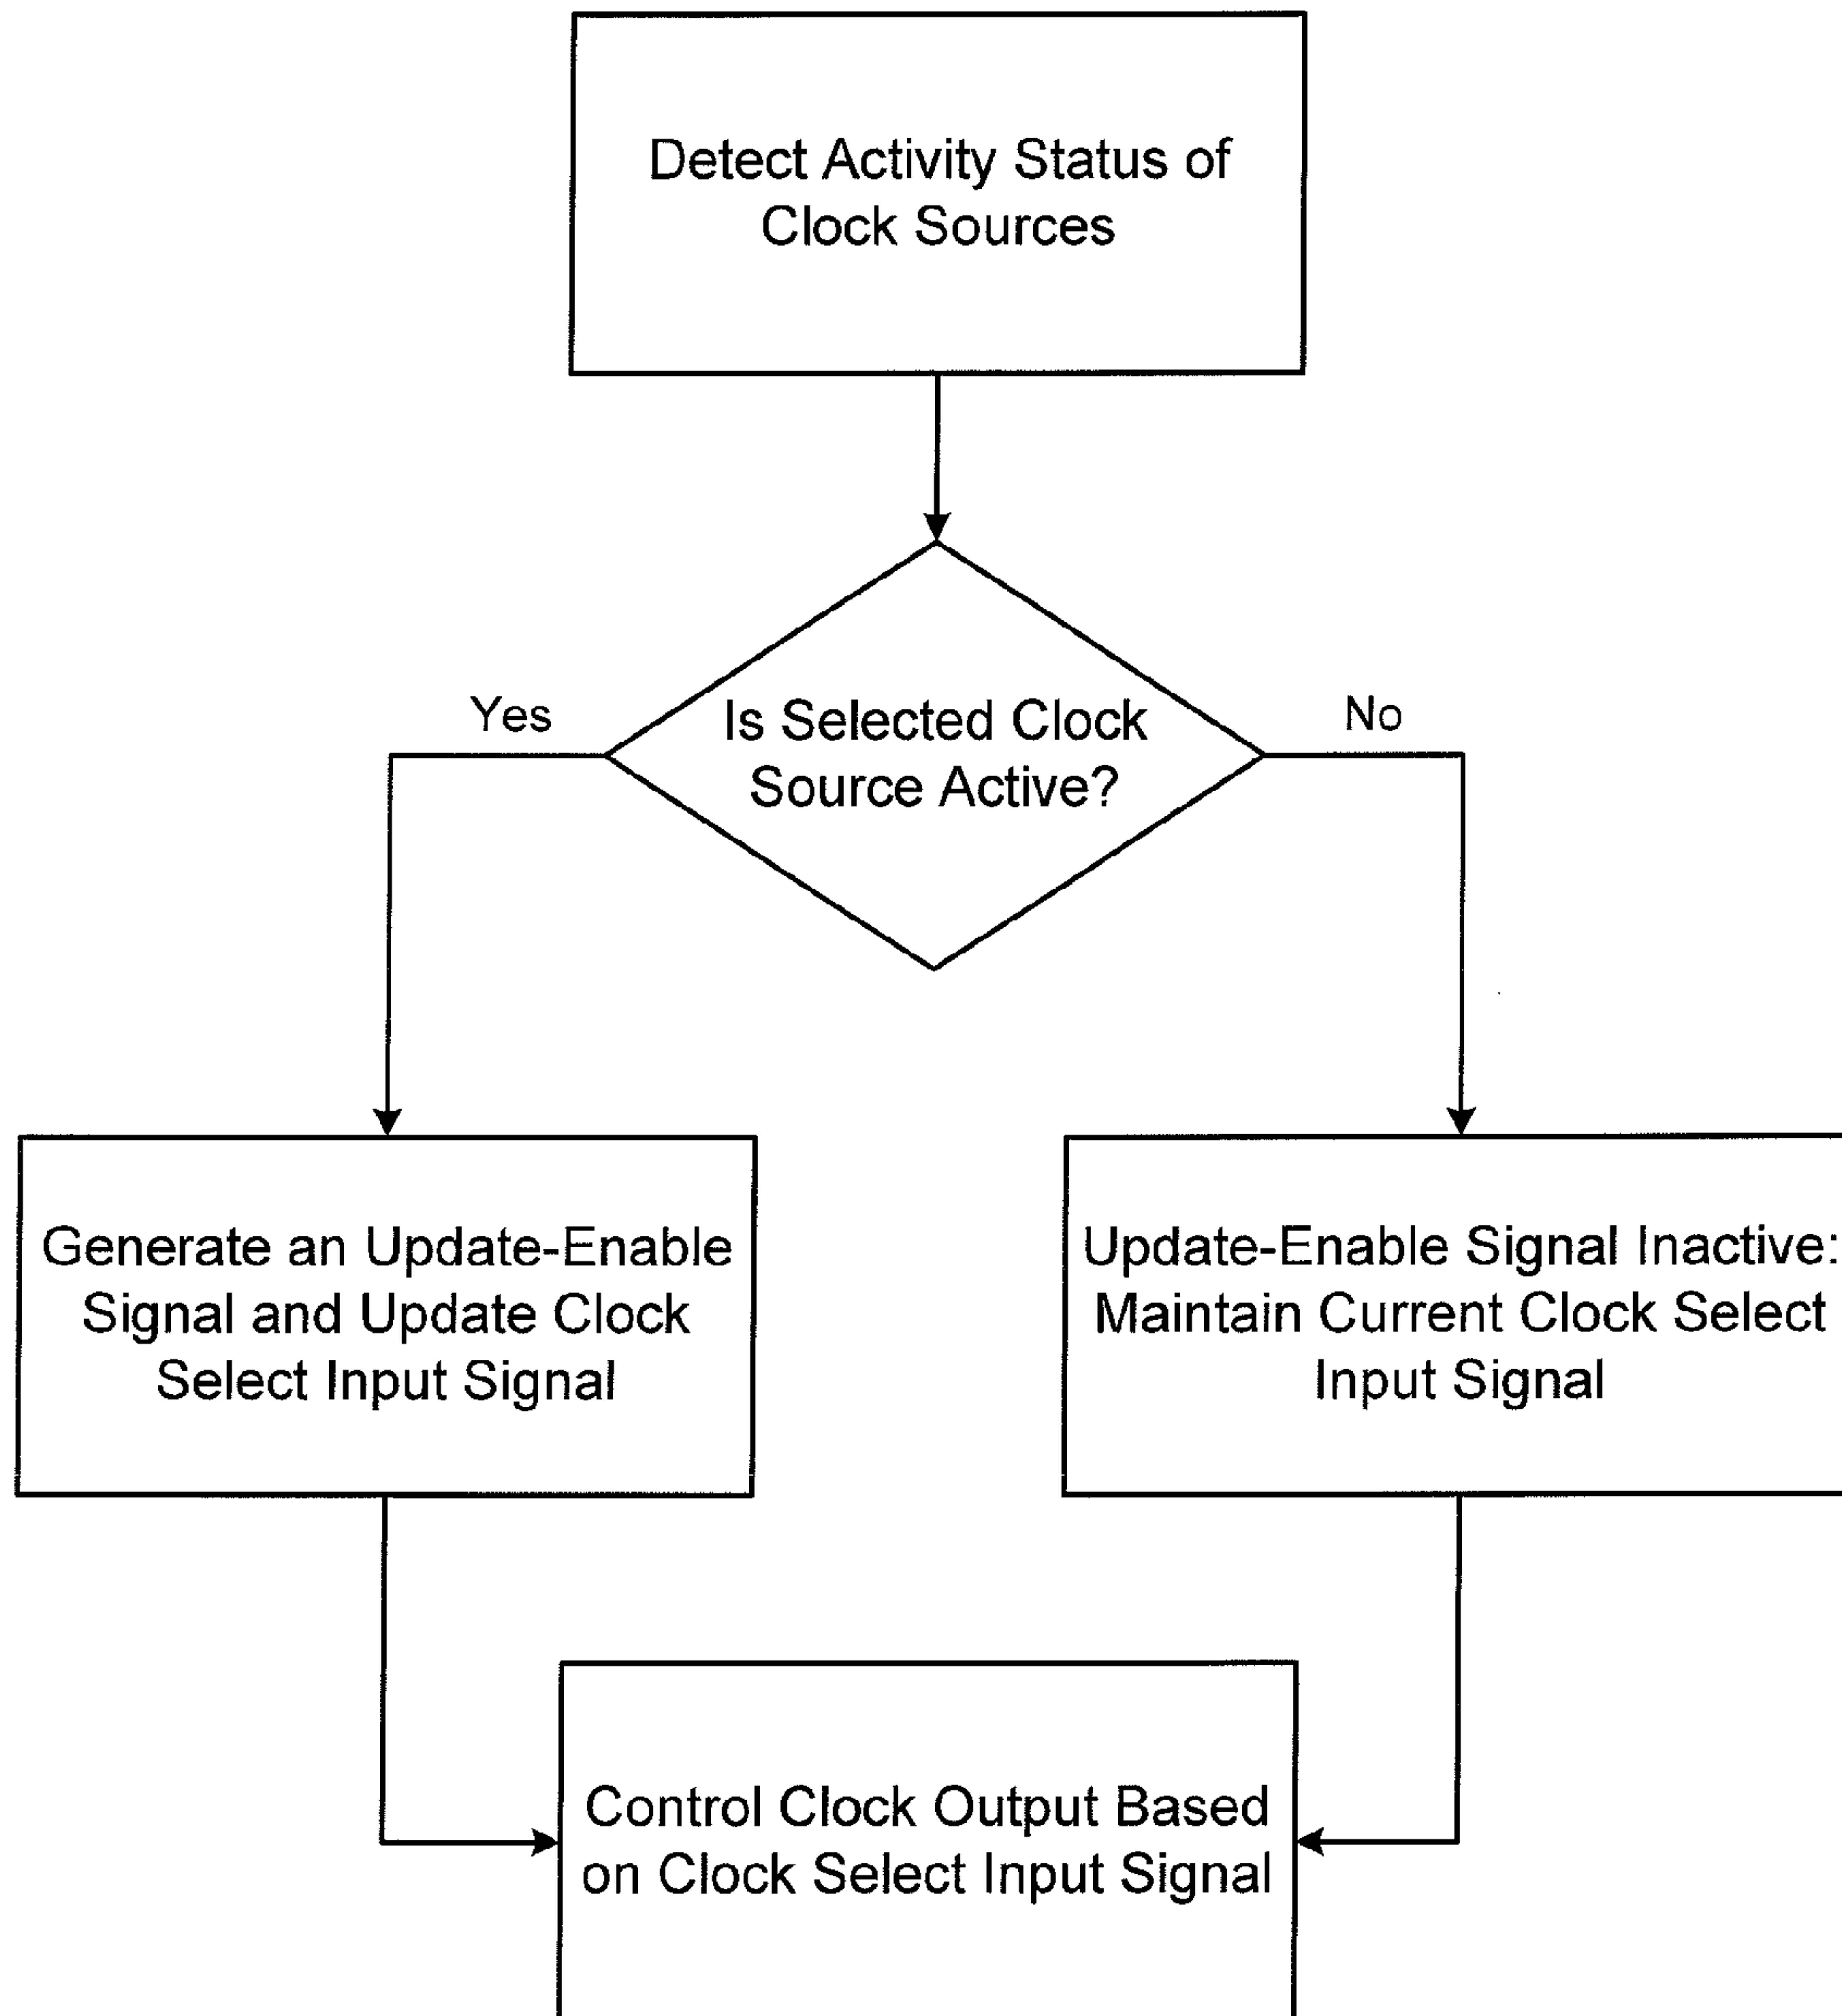 Detect Activity Status of
Clock Sources
Yes
Is Selected Clock
Source Active?
No
Generate an Update-Enable
Signal and Update Clock
Select Input Signal
Update-Enable Signal Inactive:
Maintain Current Clock Select
Input Signal
Control Clock Output Based
on Clock Select Input Signal